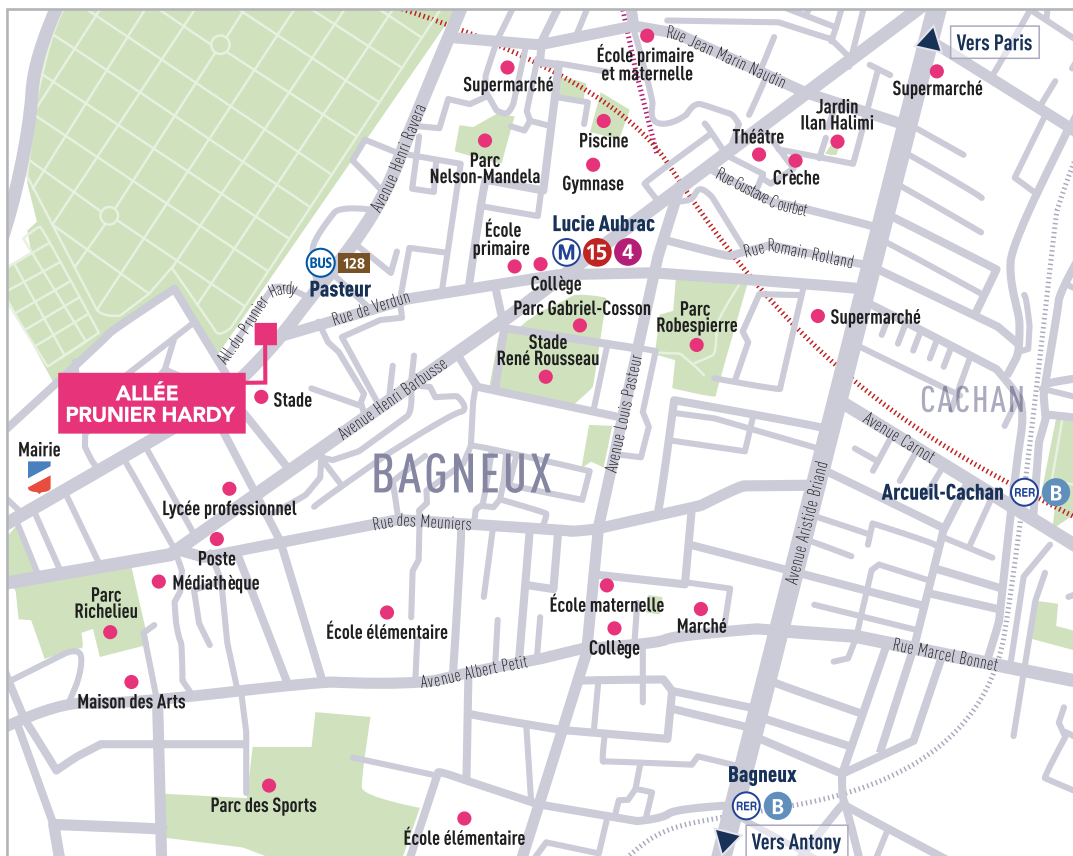 Rue Jean Marin Naudin
École primaire
et maternelle
Vers Paris
Supermarché
Supermarché
Avenue Henri Ravera
Piscine
Jardin
Ilan Halimi
Théâtre
Crèche
Parc
Nelson-Mandela
Gymnase
Rue Gustave Courbet
École
primaire
Lucie Aubrac
M
15
4
Collège
Rue Romain Rolland
BUS
128
Pasteur
All. du Prunier Hardy
Rue de Verdun
Parc Gabriel-Cosson
Parc
Robespierre
Supermarché
Stade
René Rousseau
ALLÉE
PRUNIER HARDY
Stade
Avenue Henri Barbusse
Avenue Louis Pasteur
CACHAN
Avenue Carnot
Mairie
BAGNEUX
Arcueil-Cachan
RER
B
Lycée professionnel
Rue des Meuniers
Avenue Aristide Briand
Poste
Médiathèque
Parc
Richelieu
École élémentaire
École maternelle
Marché
Collège
Rue Marcel Bonnet
Avenue Albert Petit
Maison des Arts
Bagneux
RER
B
Parc des Sports
École élémentaire
Vers Antony